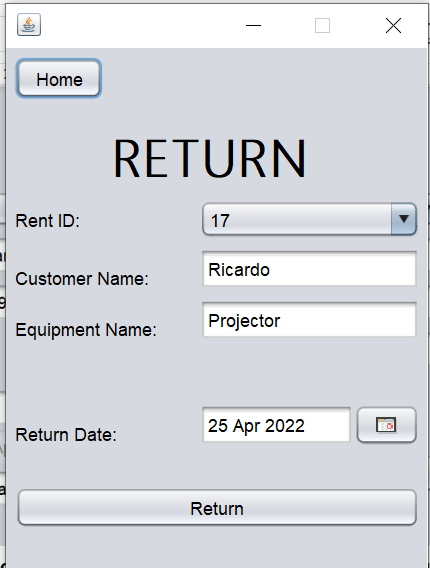 Home
RETURN
Rent ID: 17
Customer Name: Ricardo
Equipment Name: Projector
Return Date: 25 Apr 2022
Return